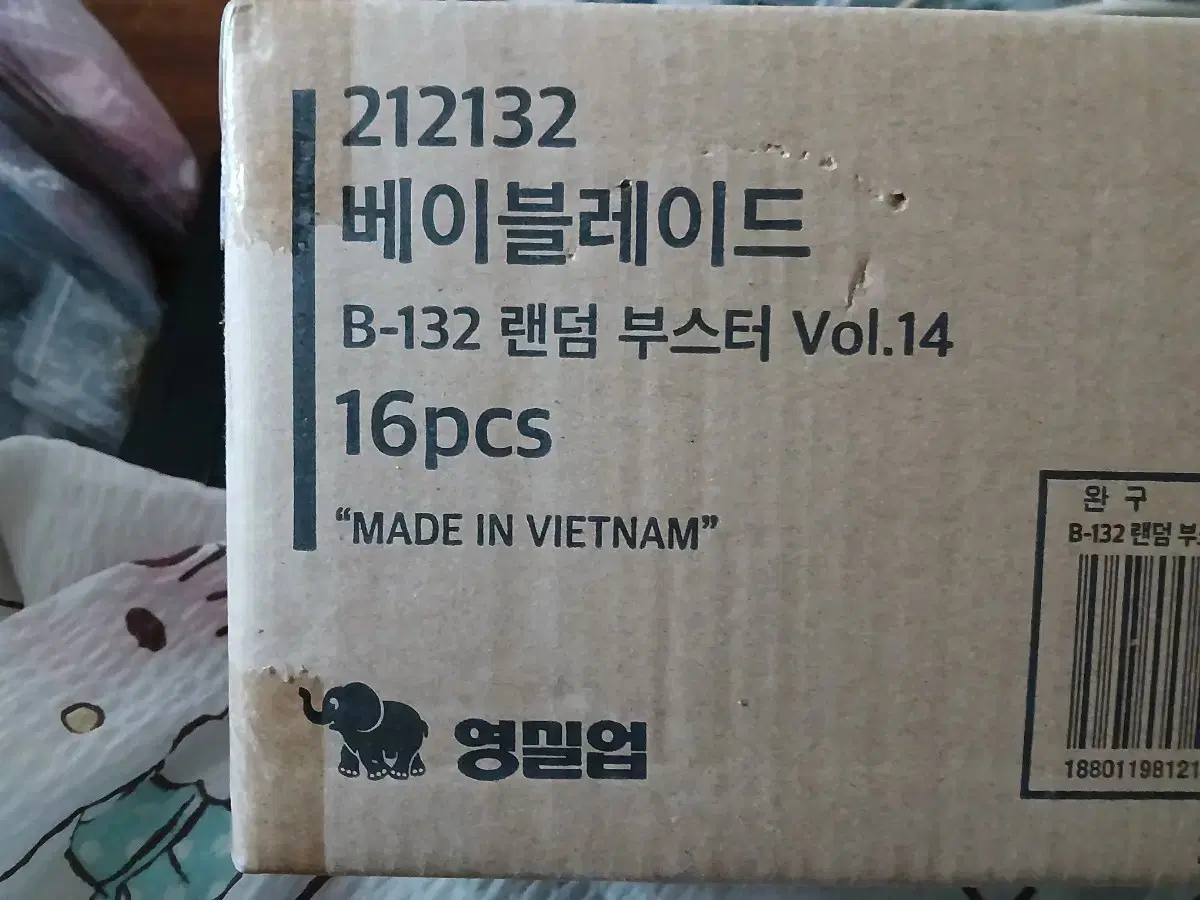 212132
베이블레이드
B-132 랜덤 부스터 Vol.14
16pcs
“MADE IN VIETNAM”
영실업
완구
B-132 랜덤
18801198121